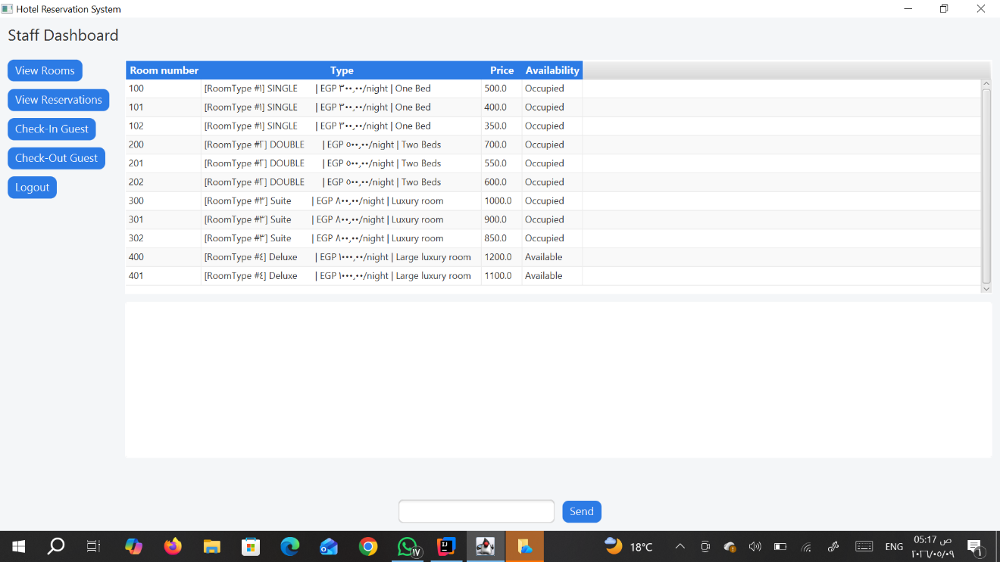 Hotel Reservation System
Staff Dashboard
View Rooms
View Reservations
Check-In Guest
Check-Out Guest
Logout
Room number Type Price Availability
100 [RoomType #١] SINGLE | EGP ٣٠٠٫٠٠/night | One Bed 500.0 Occupied
101 [RoomType #١] SINGLE | EGP ٣٠٠٫٠٠/night | One Bed 400.0 Occupied
102 [RoomType #١] SINGLE | EGP ٣٠٠٫٠٠/night | One Bed 350.0 Occupied
200 [RoomType #٢] DOUBLE | EGP ٥٠٠٫٠٠/night | Two Beds 700.0 Occupied
201 [RoomType #٢] DOUBLE | EGP ٥٠٠٫٠٠/night | Two Beds 550.0 Occupied
202 [RoomType #٢] DOUBLE | EGP ٥٠٠٫٠٠/night | Two Beds 600.0 Occupied
300 [RoomType #٣] Suite | EGP ٨٠٠٫٠٠/night | Luxury room 1000.0 Occupied
301 [RoomType #٣] Suite | EGP ٨٠٠٫٠٠/night | Luxury room 900.0 Occupied
302 [RoomType #٣] Suite | EGP ٨٠٠٫٠٠/night | Luxury room 850.0 Occupied
400 [RoomType #٤] Deluxe | EGP ١٠٠٠٫٠٠/night | Large luxury room 1200.0 Available
401 [RoomType #٤] Deluxe | EGP ١٠٠٠٫٠٠/night | Large luxury room 1100.0 Available
Send
18°C
ENG
05:17 ص
٢٠٢٦/٠٥/٠٩
1